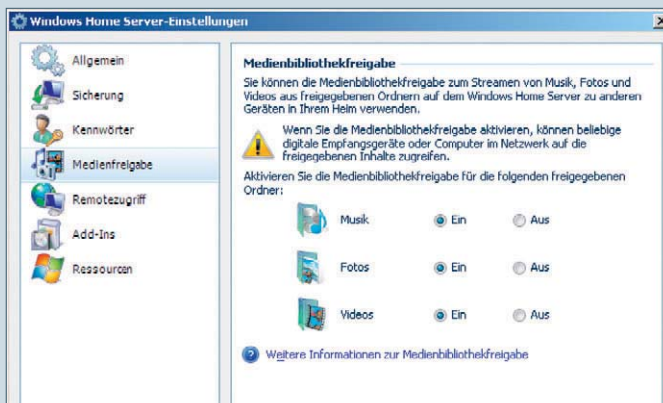 Windows Home Server-Einstellungen
Allgemein
Sicherung
Kennwörter
Medienfreigabe
Remotezugriff
Add-Ins
Ressourcen
Medienbibliothekfreigabe
Sie können die Medienbibliothekfreigabe zum Streamen von Musik, Fotos und
Videos aus freigegebenen Ordnern auf dem Windows Home Server zu anderen
Geräten in Ihrem Heim verwenden.
Wenn Sie die Medienbibliothekfreigabe aktivieren, können beliebige
digitale Empfangsgeräte oder Computer im Netzwerk auf die
freigegebenen Inhalte zugreifen.
Aktivieren Sie die Medienbibliothekfreigabe für die folgenden freigegebenen
Ordner:
Musik Ein Aus
Fotos Ein Aus
Videos Ein Aus
Weitere Informationen zur Medienbibliothekfreigabe